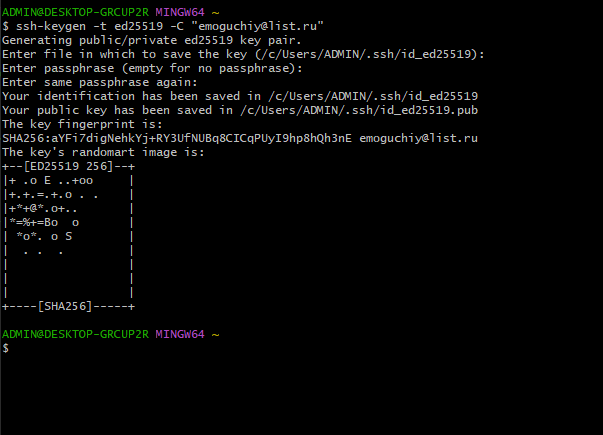 ADMIN@DESKTOP-GRCUP2R MINGW64 ~
$ ssh-keygen -t ed25519 -C "emoguchiy@list.ru"
Generating public/private ed25519 key pair.
Enter file in which to save the key (/c/Users/ADMIN/.ssh/id_ed25519):
Enter passphrase (empty for no passphrase):
Enter same passphrase again:
Your identification has been saved in /c/Users/ADMIN/.ssh/id_ed25519
Your public key has been saved in /c/Users/ADMIN/.ssh/id_ed25519.pub
The key fingerprint is:
SHA256:aYFi7digNehkYj+RY3UfNUBq8CICqPUyI9hp8hQh3nE emoguchiy@list.ru
The key's randomart image is:
+--[ED25519 256]--+
|+ .o E ..+oo     |
|+.+.=.+.o . .    |
|+*+@*.o+..       |
|*=%+=Bo  o       |
| *o*. o S        |
|  . .  .         |
|                 |
|                 |
|                 |
+----[SHA256]-----+
ADMIN@DESKTOP-GRCUP2R MINGW64 ~
$